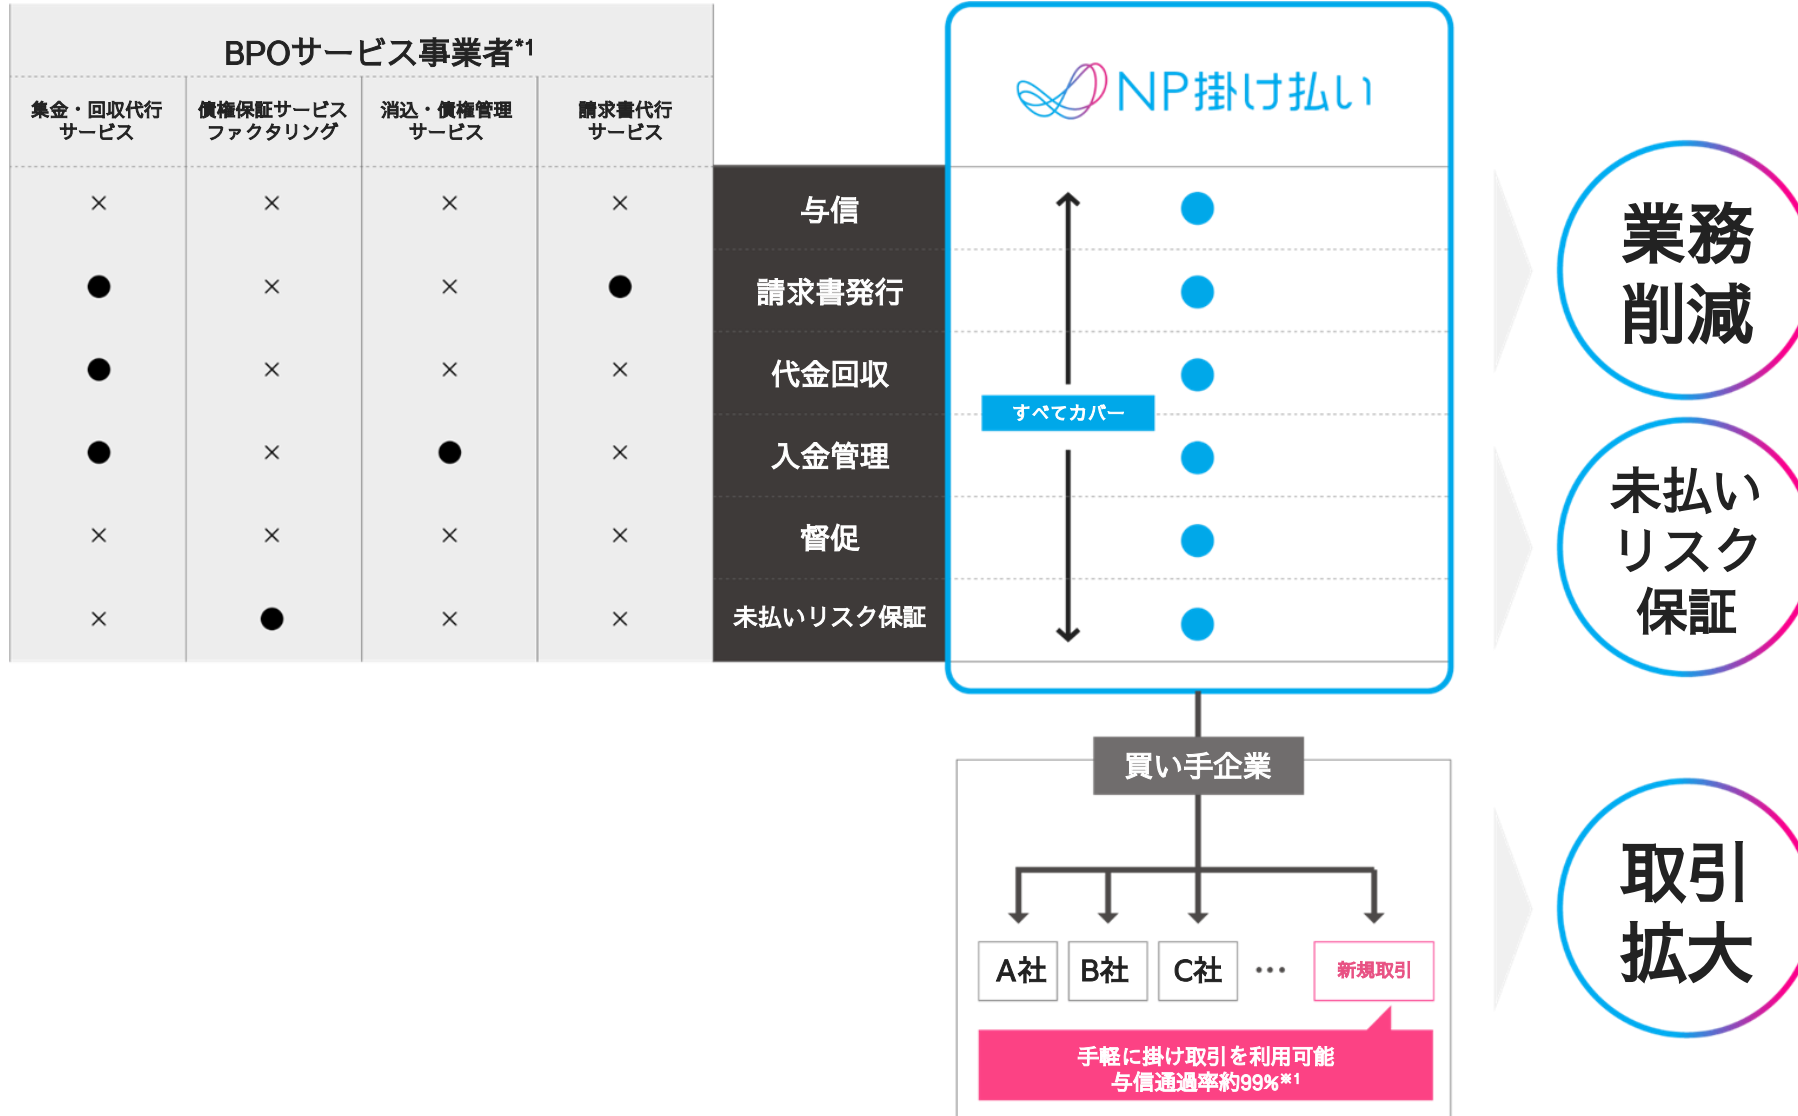 BPOサービス事業者*1
NP掛け払い
集金・回収代行
サービス
債権保証サービス
ファクタリング
消込・債権管理
サービス
請求書代行
サービス
× × × × 与信 ●
● × × ● 請求書発行 ●
● × × × 代金回収 ●
すべてカバー
● × ● × 入金管理 ●
× × × × 督促 ●
× ● × × 未払いリスク保証 ●
業務
削減
未払い
リスク
保証
買い手企業
A社 B社 C社 … 新規取引
手軽に掛け取引を利用可能
与信通過率約99%※1
取引
拡大